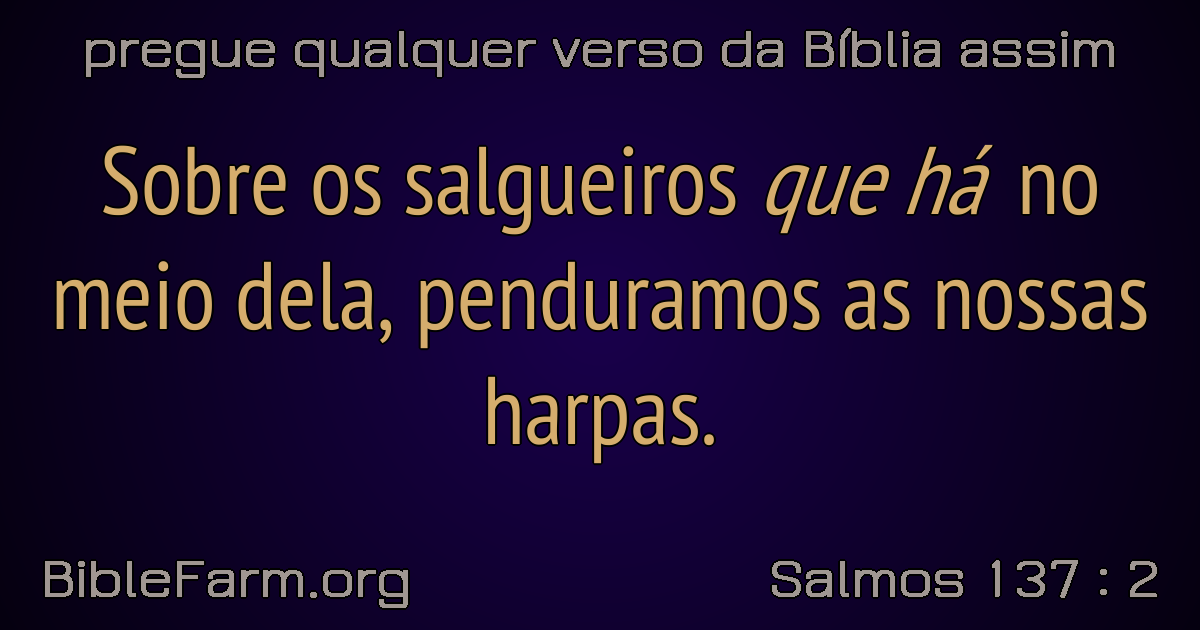 pregue qualquer verso da Bíblia assim
Sobre os salgueiros que há no
meio dela, penduramos as nossas
harpas.
BibleFarm.org
Salmos 137 : 2